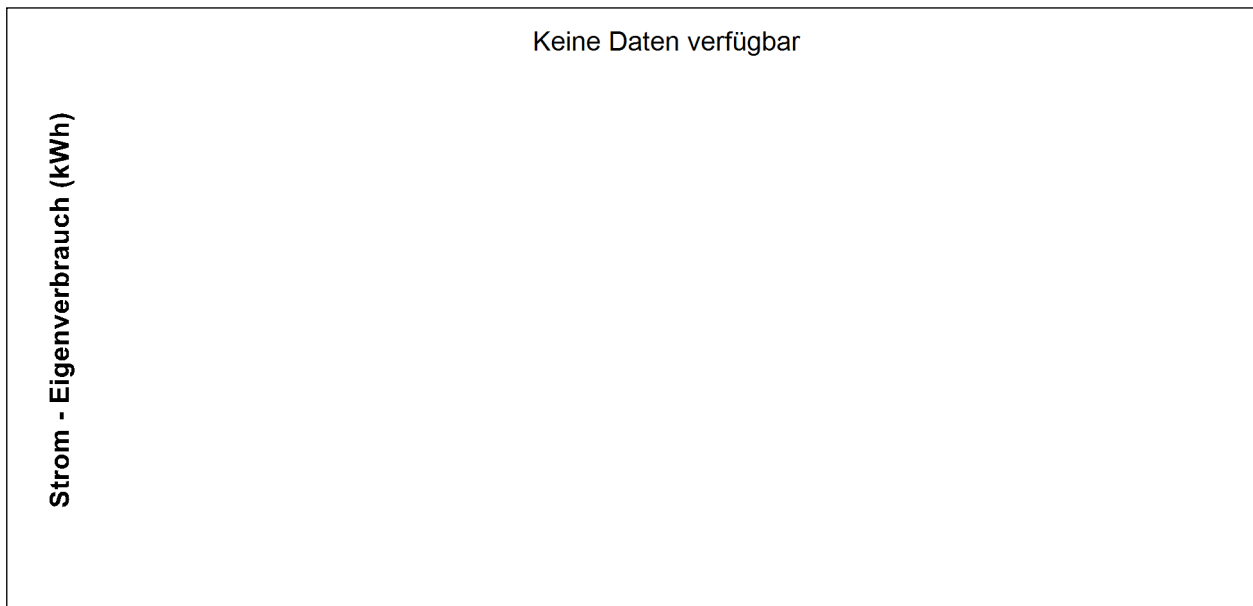 Keine Daten verfügbar
Strom - Eigenverbrauch (kWh)